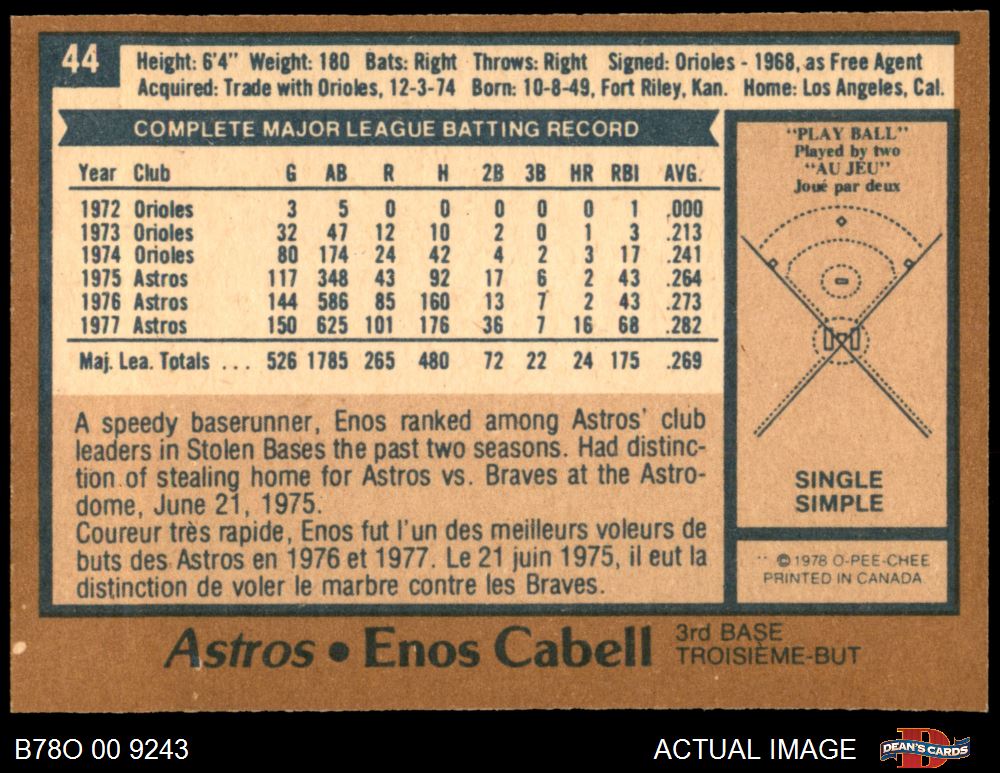 44
Height: 6'4" Weight: 180 Bats: Right Throws: Right Signed: Orioles - 1968, as Free Agent
Acquired: Trade with Orioles, 12-3-74 Born: 10-8-49, Fort Riley, Kan. Home: Los Angeles, Cal.
COMPLETE MAJOR LEAGUE BATTING RECORD
Year Club G AB R H 2B 3B HR RBI AVG.
1972 Orioles 3 5 0 0 0 0 0 1 .000
1973 Orioles 32 47 12 10 2 0 1 3 .213
1974 Orioles 80 174 24 42 4 2 3 17 .241
1975 Astros 117 348 43 92 17 6 2 43 .264
1976 Astros 144 586 85 160 13 7 2 43 .273
1977 Astros 150 625 101 176 36 7 16 68 .282
Maj. Lea. Totals ... 526 1785 265 480 72 22 24 175 .269
A speedy baserunner, Enos ranked among Astros' club
leaders in Stolen Bases the past two seasons. Had distinc-
tion of stealing home for Astros vs. Braves at the Astro-
dome, June 21, 1975.
Coureur très rapide, Enos fut l'un des meilleurs voleurs de
buts des Astros en 1976 et 1977. Le 21 juin 1975, il eut la
distinction de voler le marbre contre les Braves.
"PLAY BALL"
Played by two
"AU JEU"
Joué par deux
SINGLE
SIMPLE
** © 1978 O-PEE-CHEE
PRINTED IN CANADA
Astros • Enos Cabell
3rd BASE
TROISIÈME-BUT
B78O 00 9243
ACTUAL IMAGE
DEAN'S CARDS